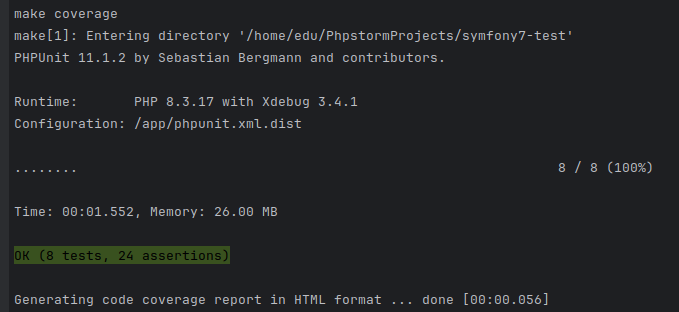 make coverage
make[1]: Entering directory '/home/edu/PhpstormProjects/symfony7-test'
PHPUnit 11.1.2 by Sebastian Bergmann and contributors.
Runtime:       PHP 8.3.17 with Xdebug 3.4.1
Configuration: /app/phpunit.xml.dist
........                                                            8 / 8 (100%)
Time: 00:01.552, Memory: 26.00 MB
OK (8 tests, 24 assertions)
Generating code coverage report in HTML format ... done [00:00.056]